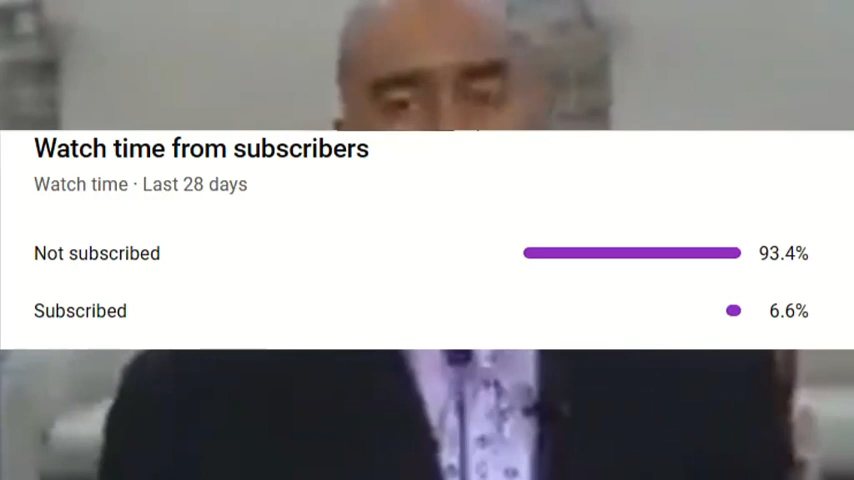 Watch time from subscribers
Watch time · Last 28 days
Not subscribed 93.4%
Subscribed 6.6%